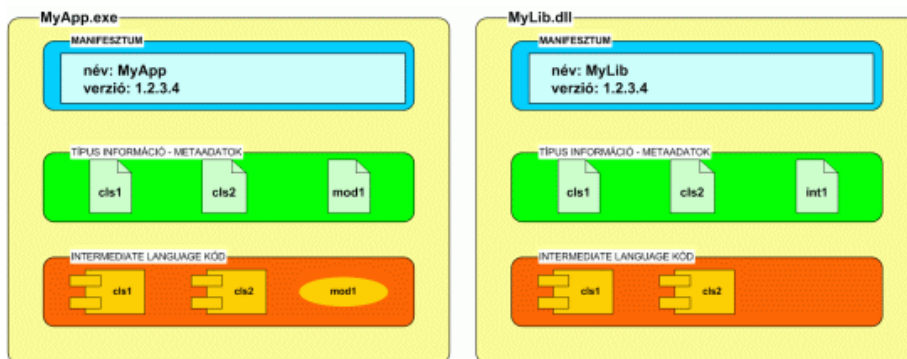 MyApp.exe
MANIFESZTUM
név: MyApp
verzió: 1.2.3.4
TÍPUS INFORMÁCIÓ - METAADATOK
cls1
cls2
mod1
INTERMEDIATE LANGUAGE KÓD
cls1
cls2
mod1
MyLib.dll
MANIFESZTUM
név: MyLib
verzió: 1.2.3.4
TÍPUS INFORMÁCIÓ - METAADATOK
cls1
cls2
int1
INTERMEDIATE LANGUAGE KÓD
cls1
cls2